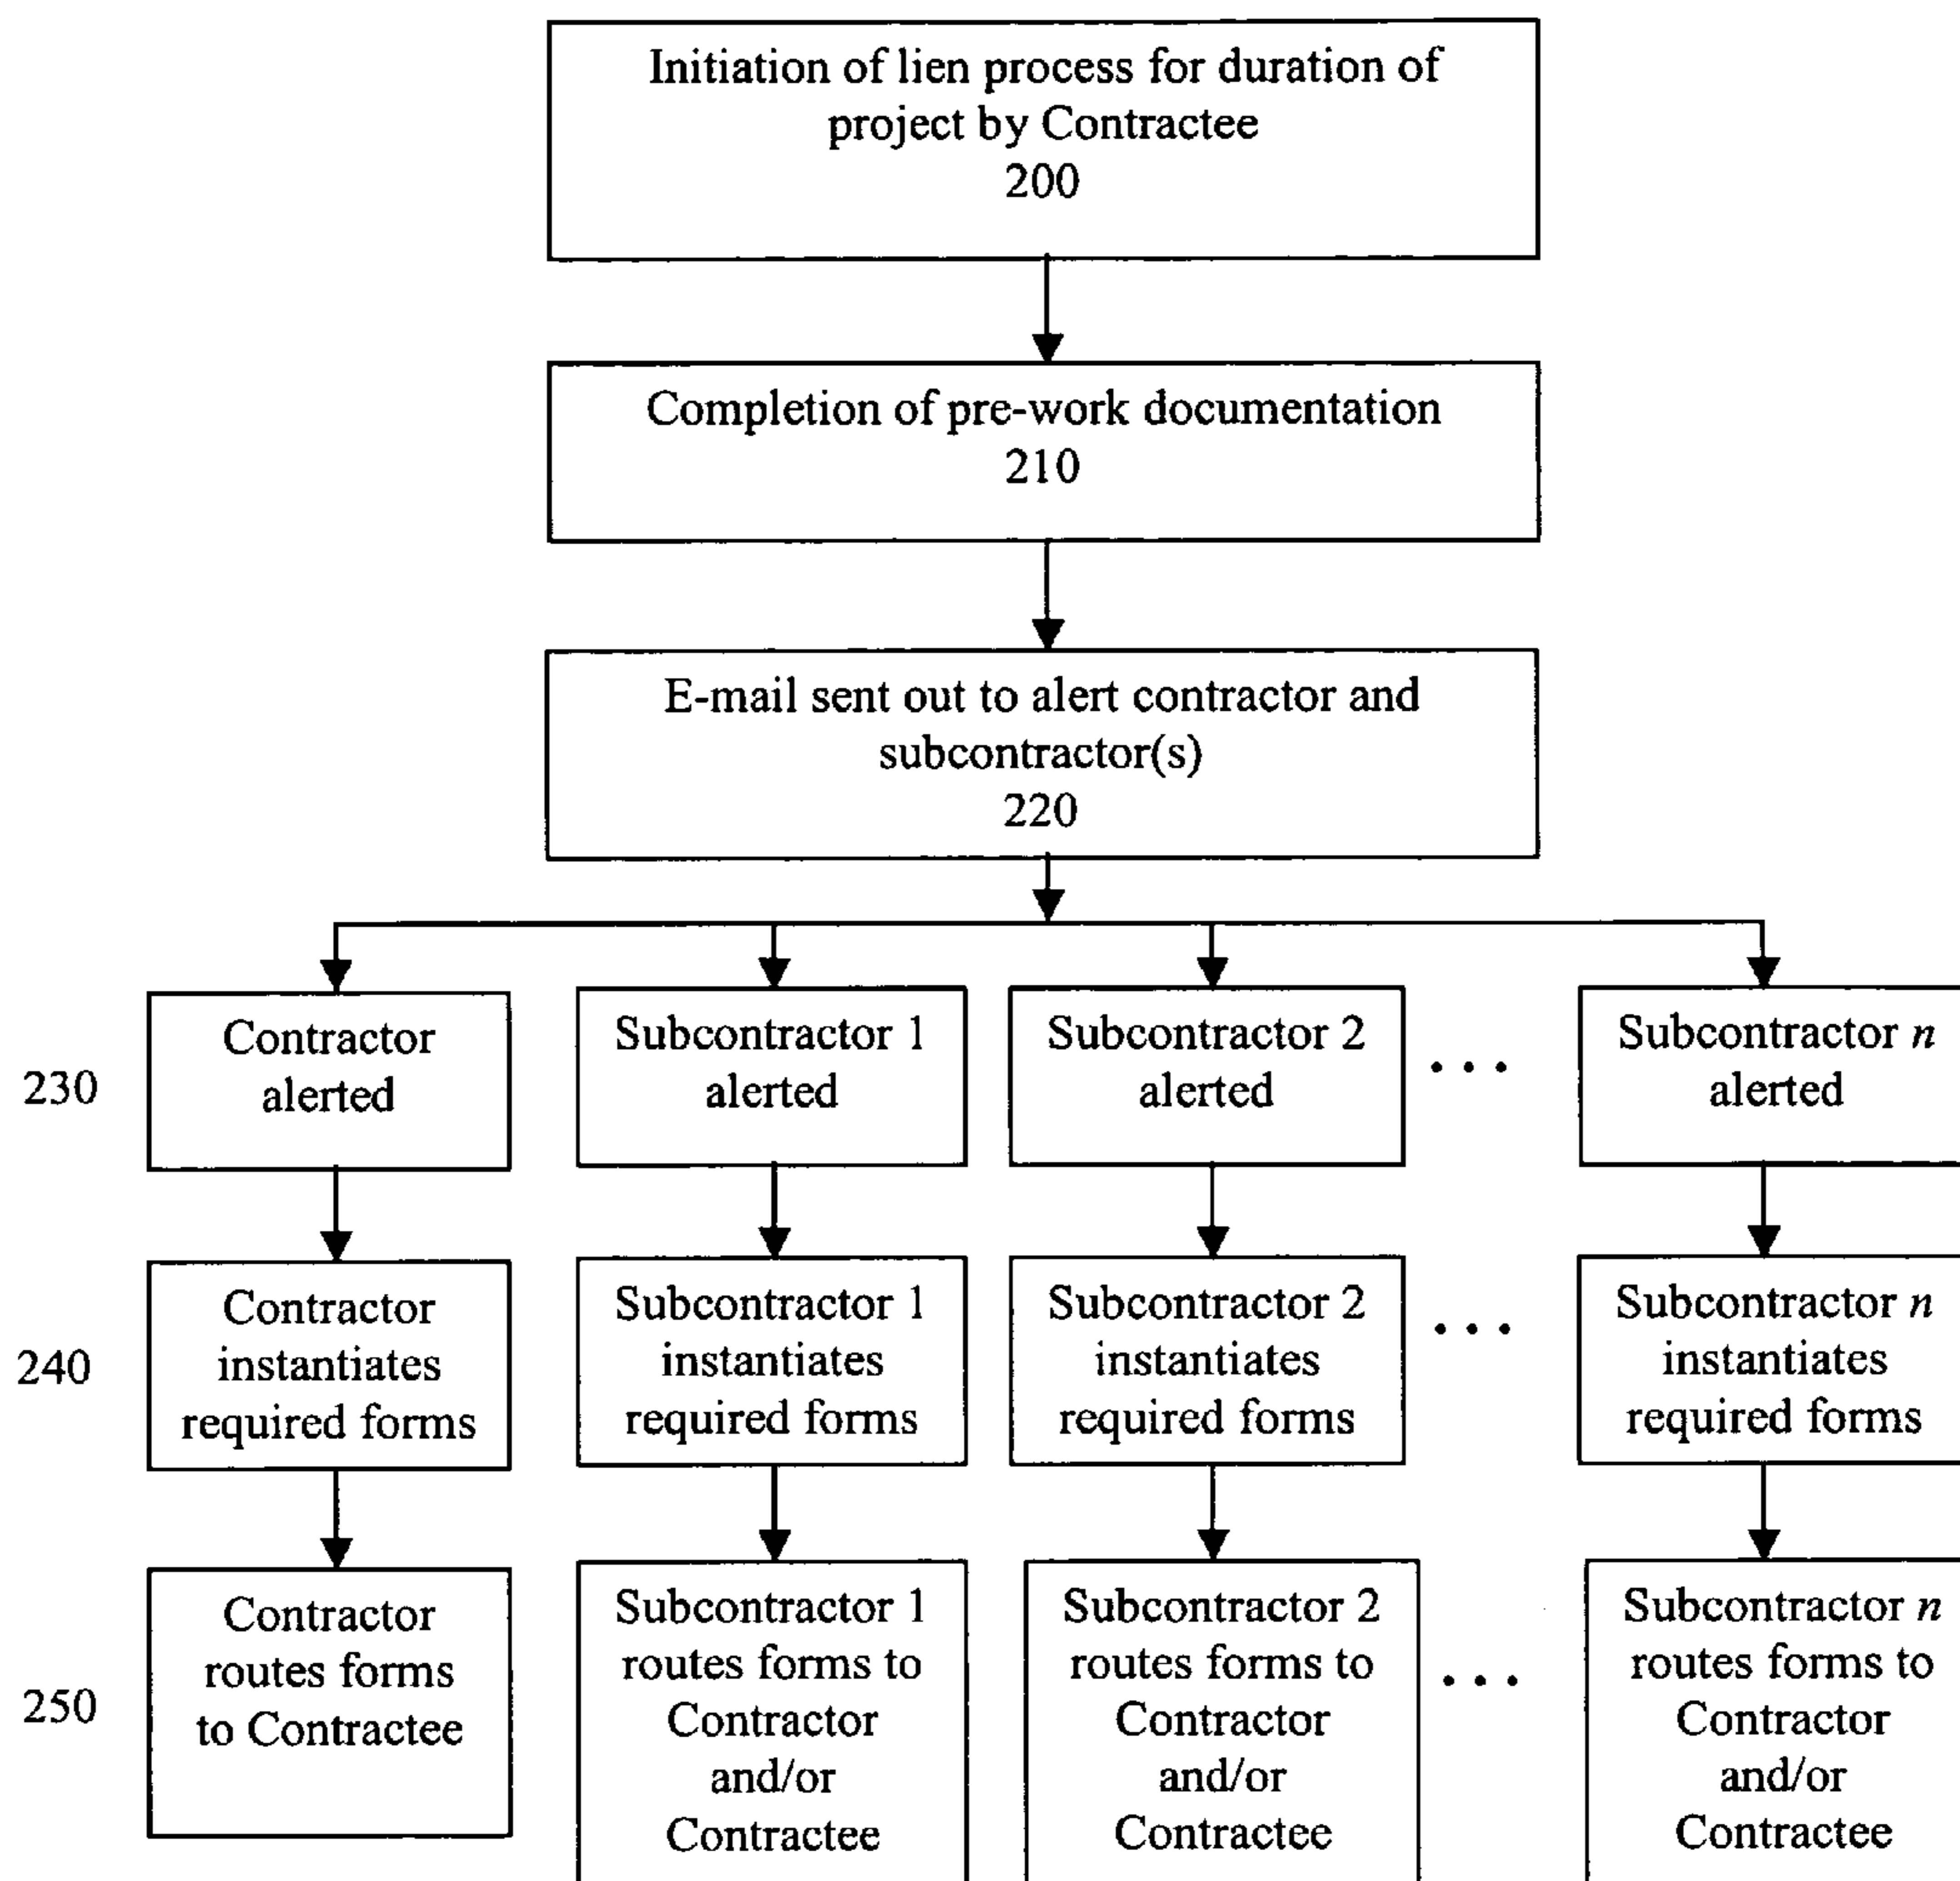 Initiation of lien process for duration of
project by Contractee
200
Completion of pre-work documentation
210
E-mail sent out to alert contractor and
subcontractor(s)
220
230
Contractor
alerted
Subcontractor 1
alerted
Subcontractor 2
alerted
• • •
Subcontractor n
alerted
240
Contractor
instantiates
required forms
Subcontractor 1
instantiates
required forms
Subcontractor 2
instantiates
required forms
• • •
Subcontractor n
instantiates
required forms
250
Contractor
routes forms
to Contractee
Subcontractor 1
routes forms to
Contractor
and/or
Contractee
Subcontractor 2
routes forms to
Contractor
and/or
Contractee
• • •
Subcontractor n
routes forms to
Contractor
and/or
Contractee